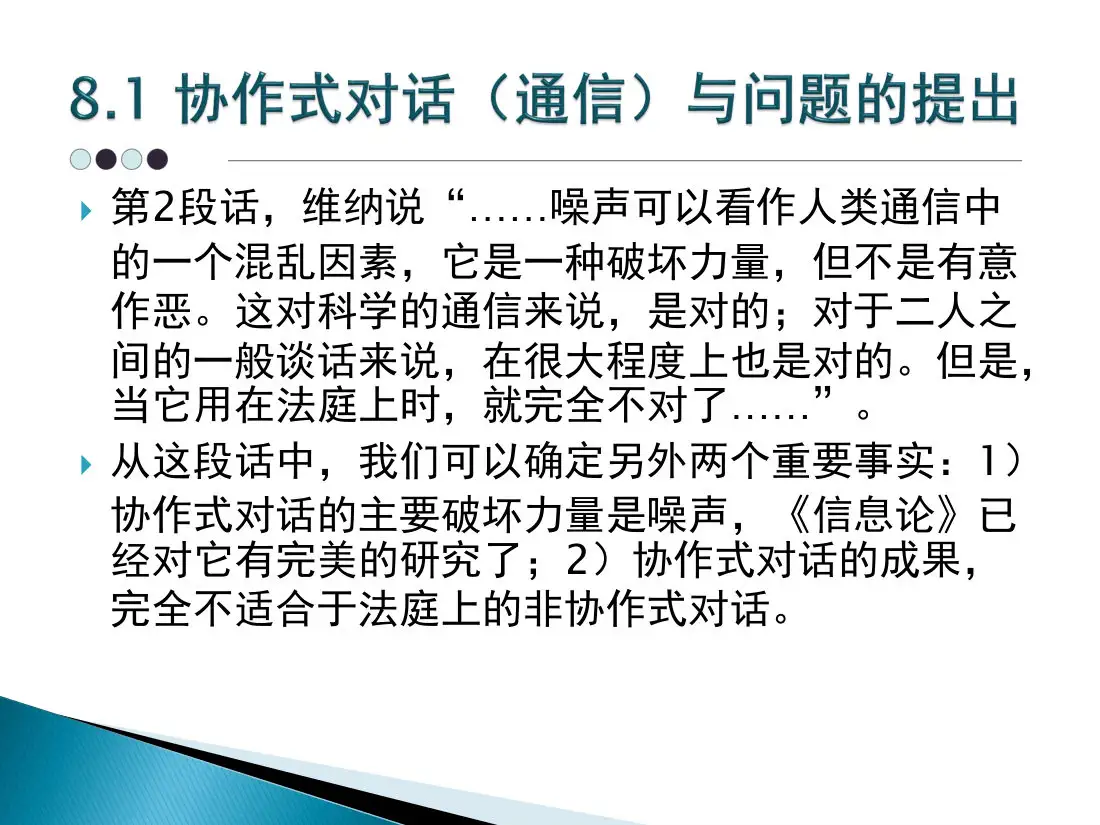 8.1 协作式对话（通信）与问题的提出
第2段话，维纳说“……噪声可以看作人类通信中
的一个混乱因素，它是一种破坏力量，但不是有意
作恶。这对科学的通信来说，是对的；对于二人之
间的一般谈话来说，在很大程度上也是对的。但是，
当它用在法庭上时，就完全不对了……”。
从这段话中，我们可以确定另外两个重要事实：1）
协作式对话的主要破坏力量是噪声，《信息论》已
经对它有完美的研究了；2）协作式对话的成果，
完全不适合于法庭上的非协作式对话。